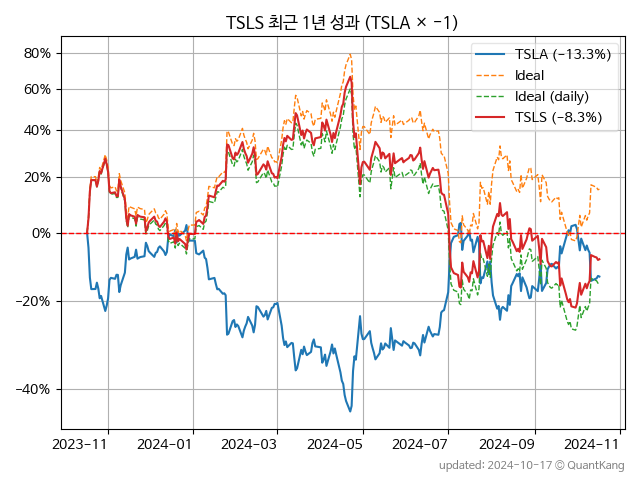 TSLS 최근 1년 성과 (TSLA × −1)
80%
60%
40%
20%
0%
−20%
−40%
TSLA (−13.3%)
Ideal
Ideal (daily)
TSLS (−8.3%)
2023-11
2024-01
2024-03
2024-05
2024-07
2024-09
2024-11
updated: 2024-10-17 © QuantKang